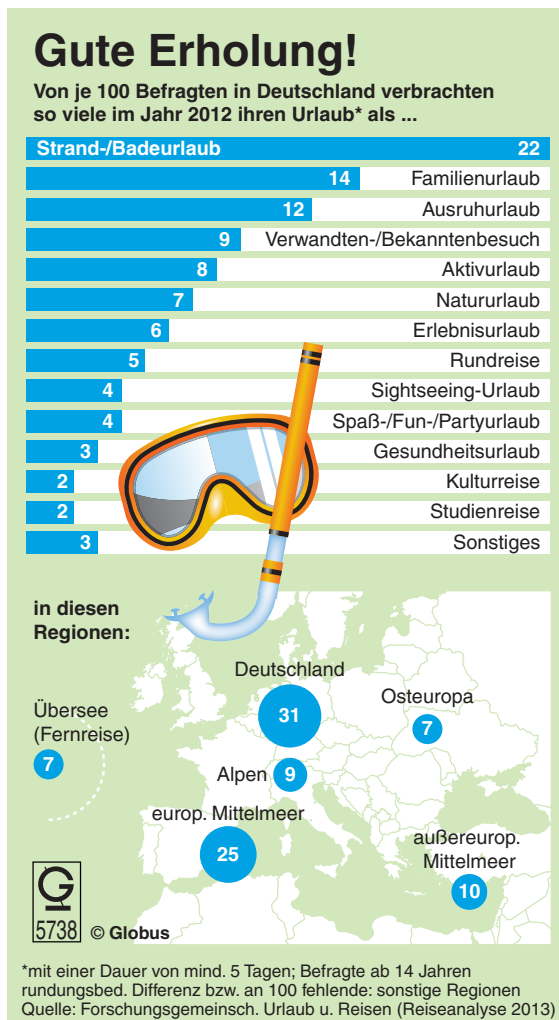 Gute Erholung!
Von je 100 Befragten in Deutschland verbrachten
so viele im Jahr 2012 ihren Urlaub* als ...
Strand-/Badeurlaub 22
14 Familienurlaub
12 Ausruhurlaub
9 Verwandten-/Bekanntenbesuch
8 Aktivurlaub
7 Natururlaub
6 Erlebnisurlaub
5 Rundreise
4 Sightseeing-Urlaub
4 Spaß-/Fun-/Partyurlaub
3 Gesundheitsurlaub
2 Kulturreise
2 Studienreise
3 Sonstiges
in diesen
Regionen:
Deutschland
31
Osteuropa
7
Übersee
(Fernreise)
7
Alpen 9
europ. Mittelmeer
25
außereurop.
Mittelmeer
10
G
5738 © Globus
*mit einer Dauer von mind. 5 Tagen; Befragte ab 14 Jahren
rundungsbed. Differenz bzw. an 100 fehlende: sonstige Regionen
Quelle: Forschungsgemeinsch. Urlaub u. Reisen (Reiseanalyse 2013)